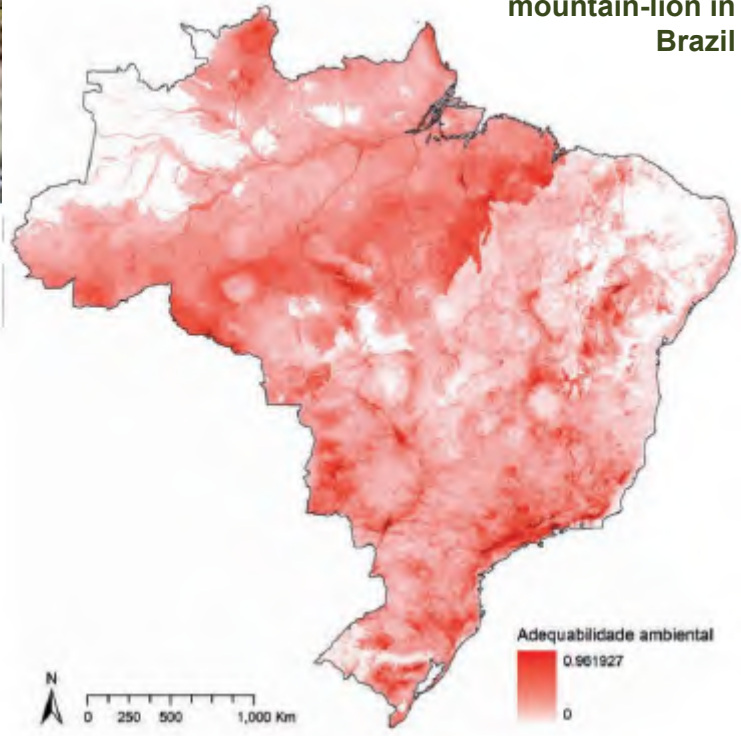 mountain-lion in
Brazil
Adequabilidade ambiental
0.961927
0
N
0 250 500 1,000 Km